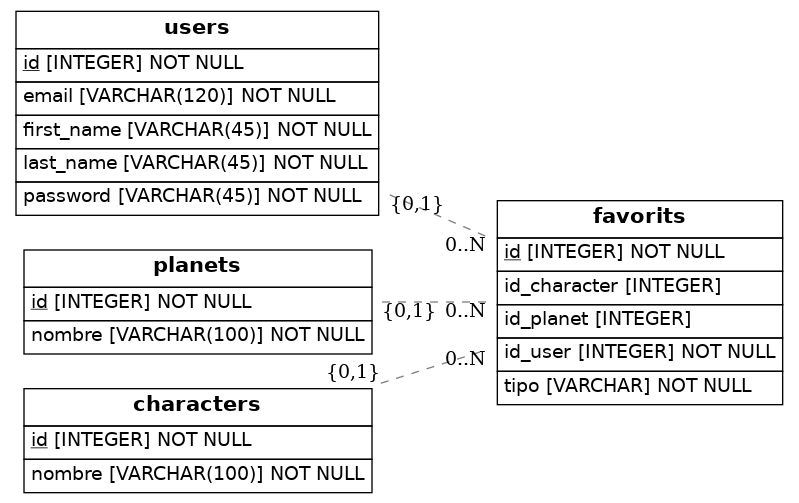 users
id [INTEGER] NOT NULL
email [VARCHAR(120)] NOT NULL
first_name [VARCHAR(45)] NOT NULL
last_name [VARCHAR(45)] NOT NULL
password [VARCHAR(45)] NOT NULL
{0,1}
0..N
planets
id [INTEGER] NOT NULL
nombre [VARCHAR(100)] NOT NULL
{0,1}
0..N
characters
id [INTEGER] NOT NULL
nombre [VARCHAR(100)] NOT NULL
{0,1}
0..N
favorits
id [INTEGER] NOT NULL
id_character [INTEGER]
id_planet [INTEGER]
id_user [INTEGER] NOT NULL
tipo [VARCHAR] NOT NULL